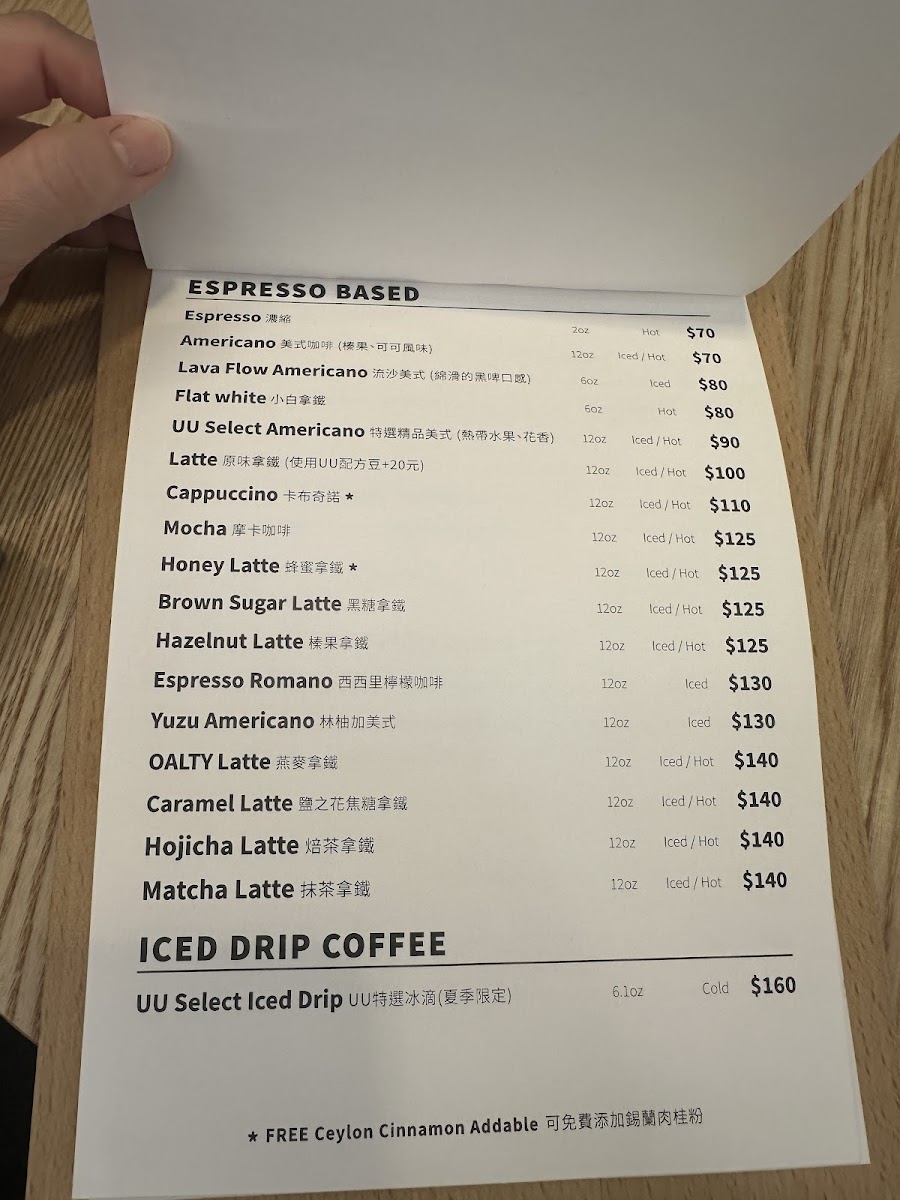 ESPRESSO BASED
Espresso 濃縮 2oz Hot $70
Americano 美式咖啡 (榛果、可可風味) 12oz Iced / Hot $70
Lava Flow Americano 流沙美式 (綿滑的黑啤口感) 6oz Iced $80
Flat white 小白拿鐵 6oz Hot $80
UU Select Americano 特選精品美式 (熱帶水果、花香) 12oz Iced / Hot $90
Latte 原味拿鐵 (使用UU配方豆+20元) 12oz Iced / Hot $100
Cappuccino 卡布奇諾 * 12oz Iced / Hot $110
Mocha 摩卡咖啡 12oz Iced / Hot $125
Honey Latte 蜂蜜拿鐵 * 12oz Iced / Hot $125
Brown Sugar Latte 黑糖拿鐵 12oz Iced / Hot $125
Hazelnut Latte 榛果拿鐵 12oz Iced / Hot $125
Espresso Romano 西西里檸檬咖啡 12oz Iced $130
Yuzu Americano 林柚加美式 12oz Iced $130
OALTY Latte 燕麥拿鐵 12oz Iced / Hot $140
Caramel Latte 鹽之花焦糖拿鐵 12oz Iced / Hot $140
Hojicha Latte 焙茶拿鐵 12oz Iced / Hot $140
Matcha Latte 抹茶拿鐵 12oz Iced / Hot $140
ICED DRIP COFFEE
UU Select Iced Drip UU特選冰滴(夏季限定) 6.1oz Cold $160
* FREE Ceylon Cinnamon Addable 可免費添加錫蘭肉桂粉